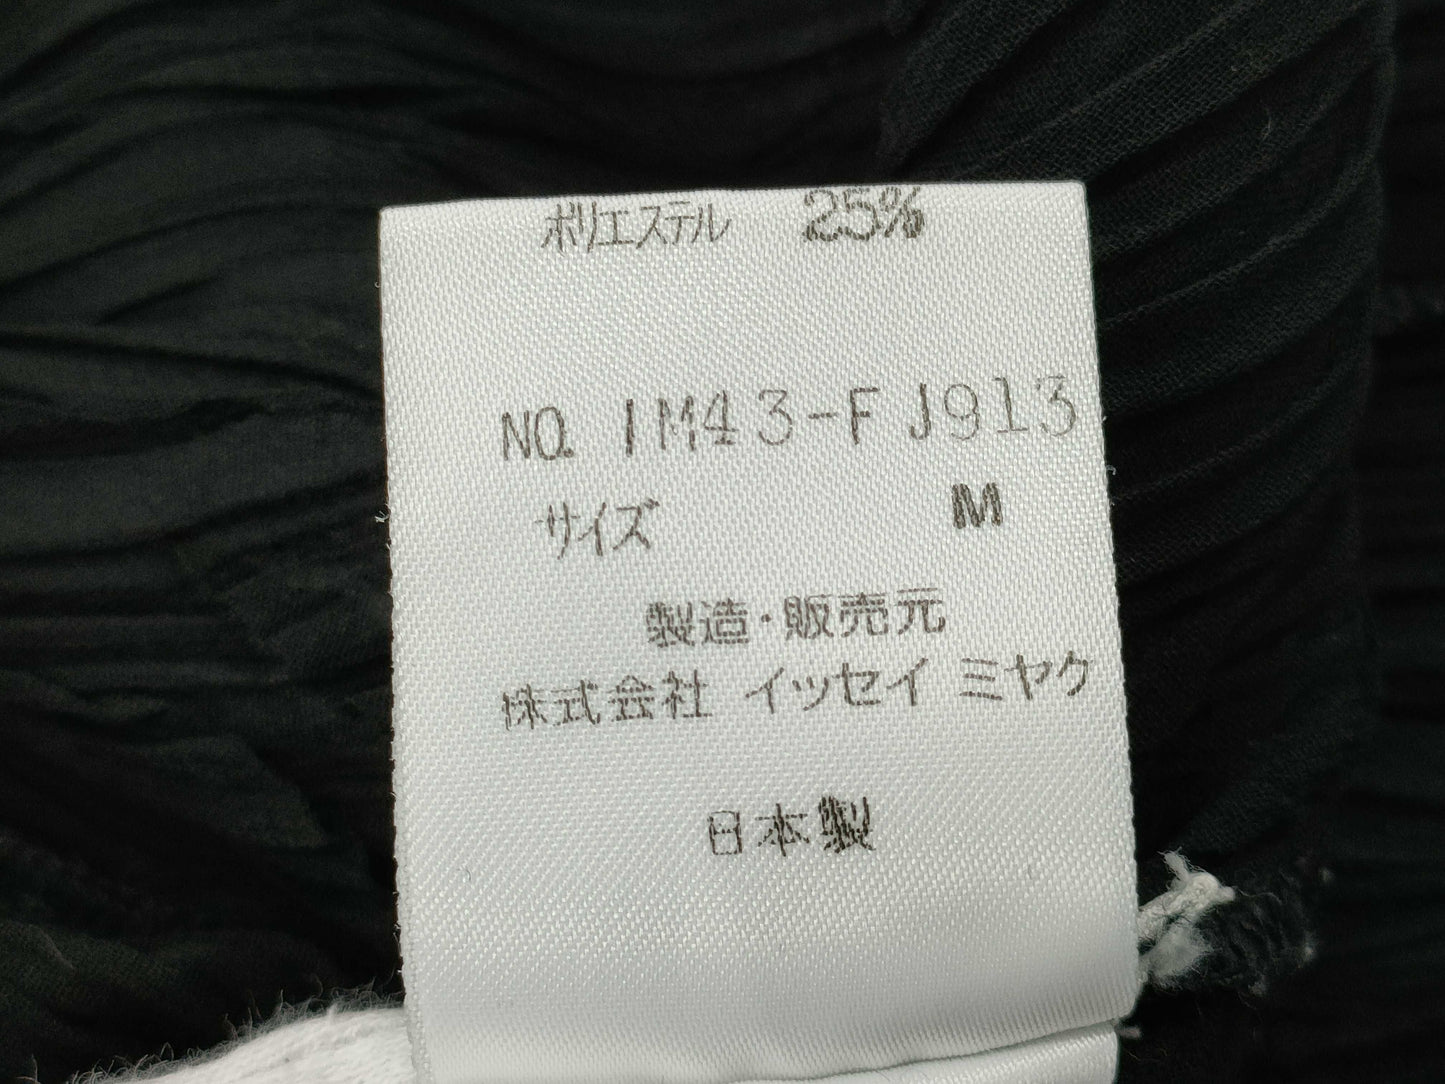 ポリエステル 25%
NO. IM43-FJ913
サイズ M
製造・販売元
株式会社 イッセイ ミヤケ
日本製